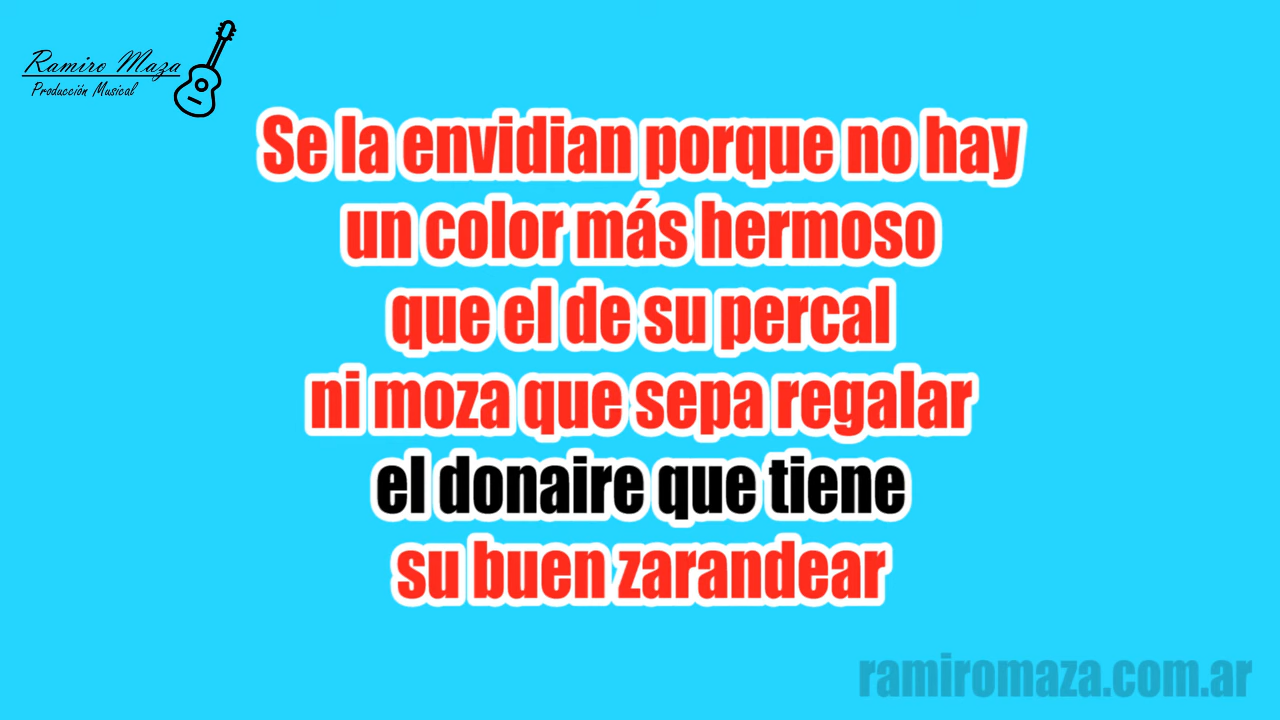 Ramiro Maza
Producción Musical
Se la envidian porque no hay
un color más hermoso
que el de su percal
ni moza que sepa regalar
el donaire que tiene
su buen zarandear
ramiromaza.com.ar